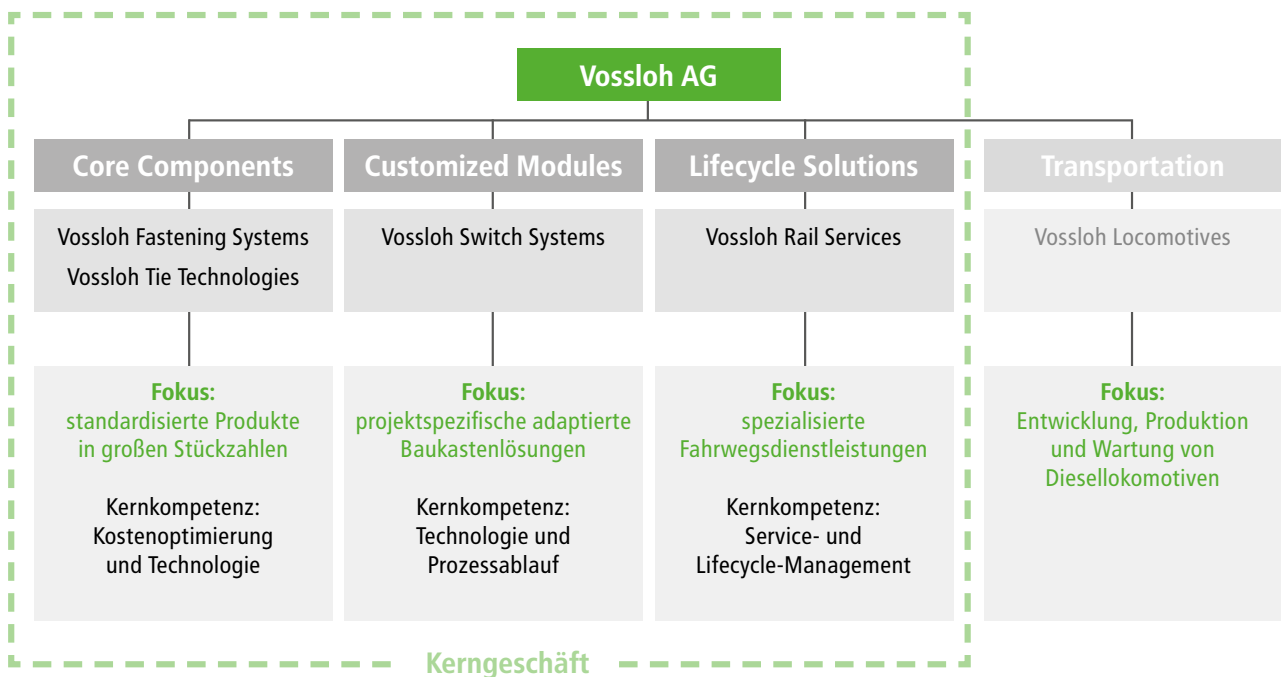 Vossloh AG
Core Components
Vossloh Fastening Systems
Vossloh Tie Technologies
Fokus:
standardisierte Produkte
in großen Stückzahlen
Kernkompetenz:
Kostenoptimierung
und Technologie
Customized Modules
Vossloh Switch Systems
Fokus:
projektspezifische adaptierte
Baukastenlösungen
Kernkompetenz:
Technologie und
Prozessablauf
Lifecycle Solutions
Vossloh Rail Services
Fokus:
spezialisierte
Fahrwegsdienstleistungen
Kernkompetenz:
Service- und
Lifecycle-Management
Transportation
Vossloh Locomotives
Fokus:
Entwicklung, Produktion
und Wartung von
Diesellokomotiven
Kerngeschäft